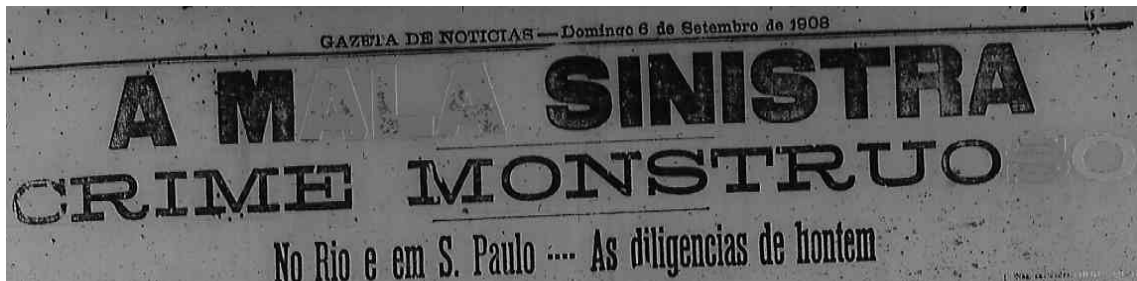 GAZETA DE NOTICIAS — Domingo 6 de Setembro de 1908
A MALA SINISTRA
CRIME MONSTRUOSO
No Rio e em S. Paulo .... As diligencias de hontem